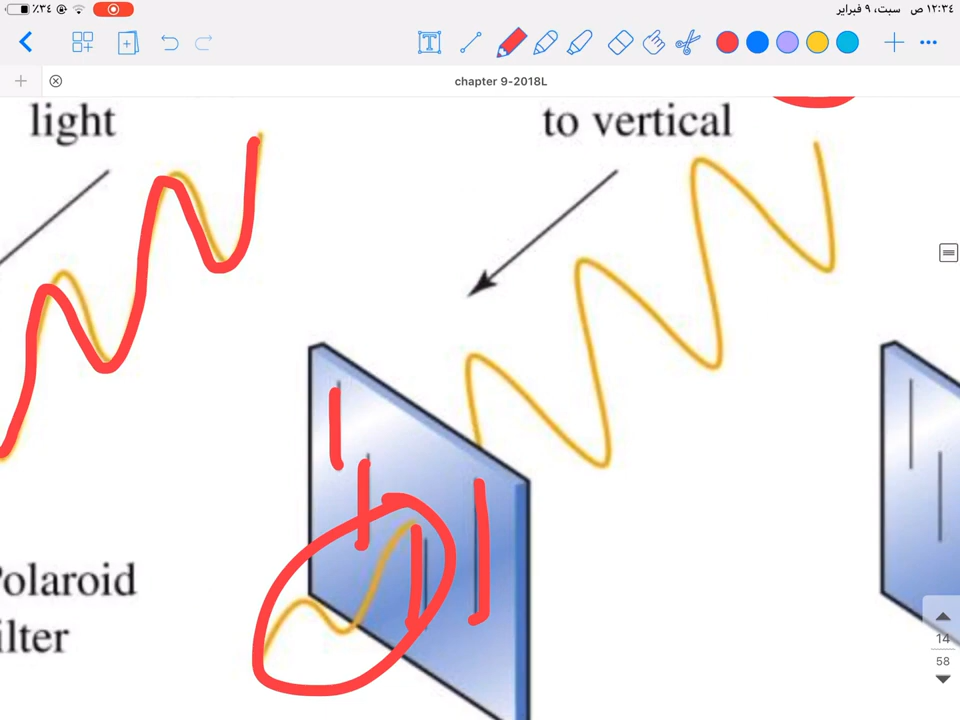 ٪٣٤ ١٢:٣٤ ص سبت، ٩ فبراير
T
chapter 9-2018L
light
to vertical
Polaroid
ilter
14
58